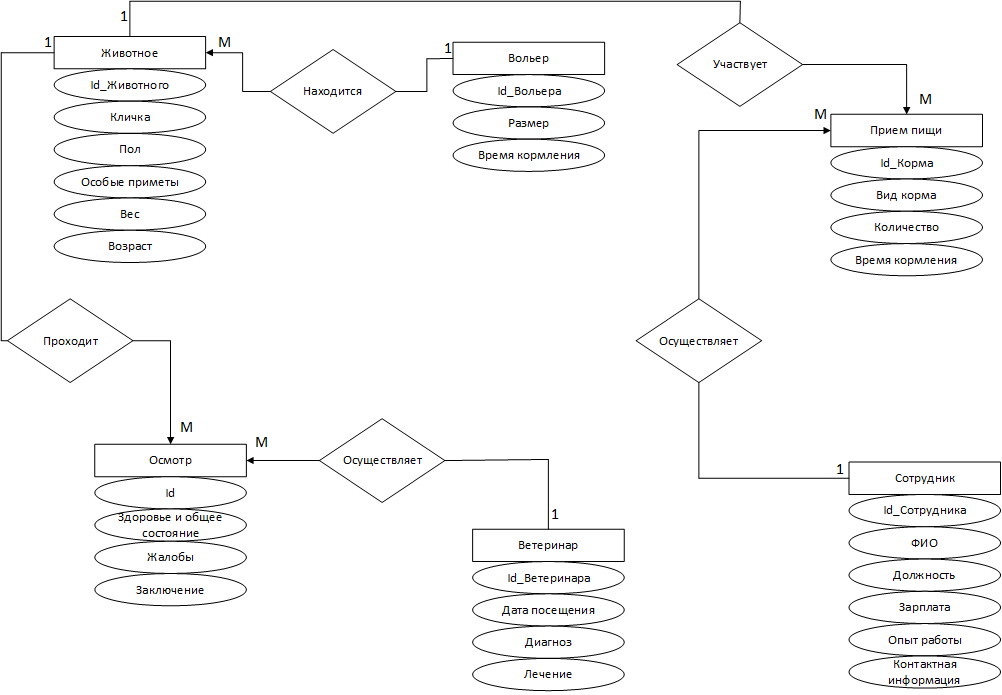 1
1
Животное
M
Id_Животного
Кличка
Пол
Особые приметы
Вес
Возраст
Находится
1
Вольер
Id_Вольера
Размер
Время кормления
Участвует
M
M
Прием пищи
Id_Корма
Вид корма
Количество
Время кормления
Проходит
Осуществляет
M
Осмотр
M
Id
Здоровье и общее
состояние
Жалобы
Заключение
Осуществляет
1
Ветеринар
Id_Ветеринара
Дата посещения
Диагноз
Лечение
1
Сотрудник
Id_Сотрудника
ФИО
Должность
Зарплата
Опыт работы
Контактная
информация